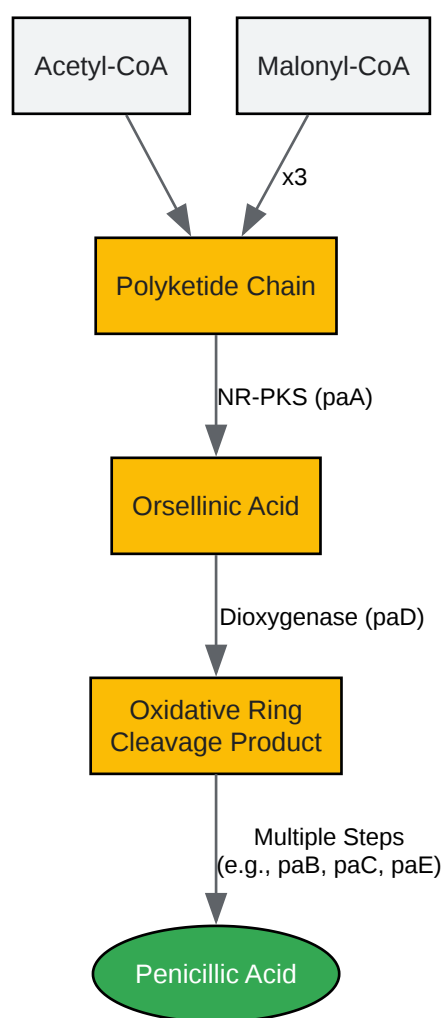 Acetyl-CoA
Malonyl-CoA
x3
Polyketide Chain
NR-PKS (paA)
Orsellinic Acid
Dioxygenase (paD)
Oxidative Ring
Cleavage Product
Multiple Steps
(e.g., paB, paC, paE)
Penicillic Acid